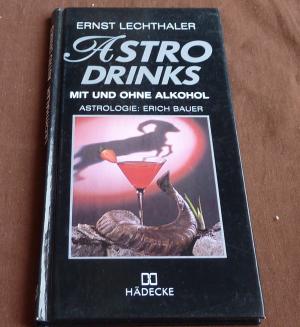 ERNST LECHTHALER
ASTRO
DRINKS
MIT UND OHNE ALKOHOL
ASTROLOGIE: ERICH BAUER
HÄDECKE